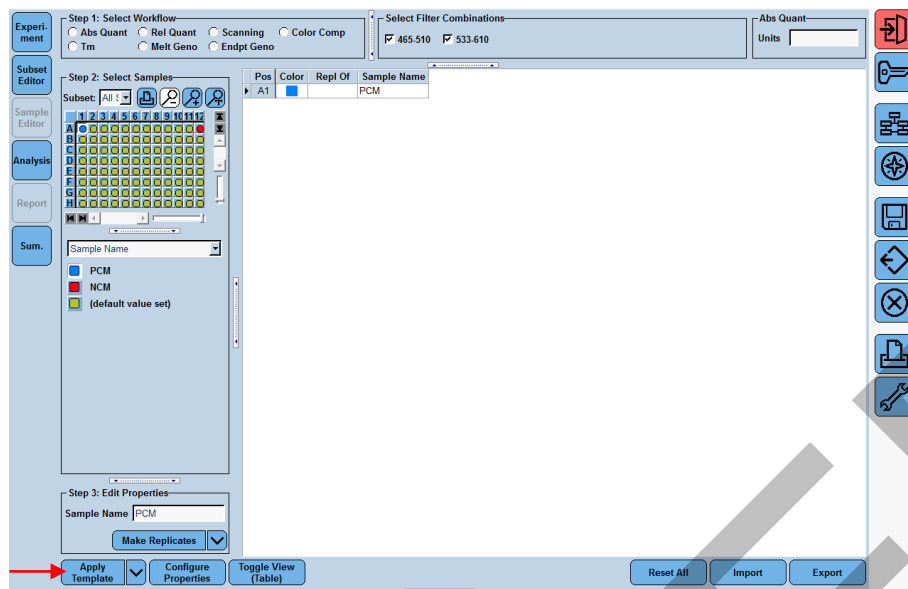 Experi-
ment
Subset
Editor
Sample
Editor
Analysis
Report
Sum.
Step 1: Select Workflow
Abs Quant Rel Quant Scanning Color Comp
Tm Melt Geno Endpt Geno
Select Filter Combinations
465-510 533-610
Abs Quant
Units
Step 2: Select Samples
Subset: All
1 2 3 4 5 6 7 8 9 10 11 12
A
B
C
D
E
F
G
H
Sample Name
PCM
NCM
(default value set)
Pos Color Repl Of Sample Name
A1 PCM
Step 3: Edit Properties
Sample Name PCM
Make Replicates
Apply
Template
Configure
Properties
Toggle View
(Table)
Reset All Import Export